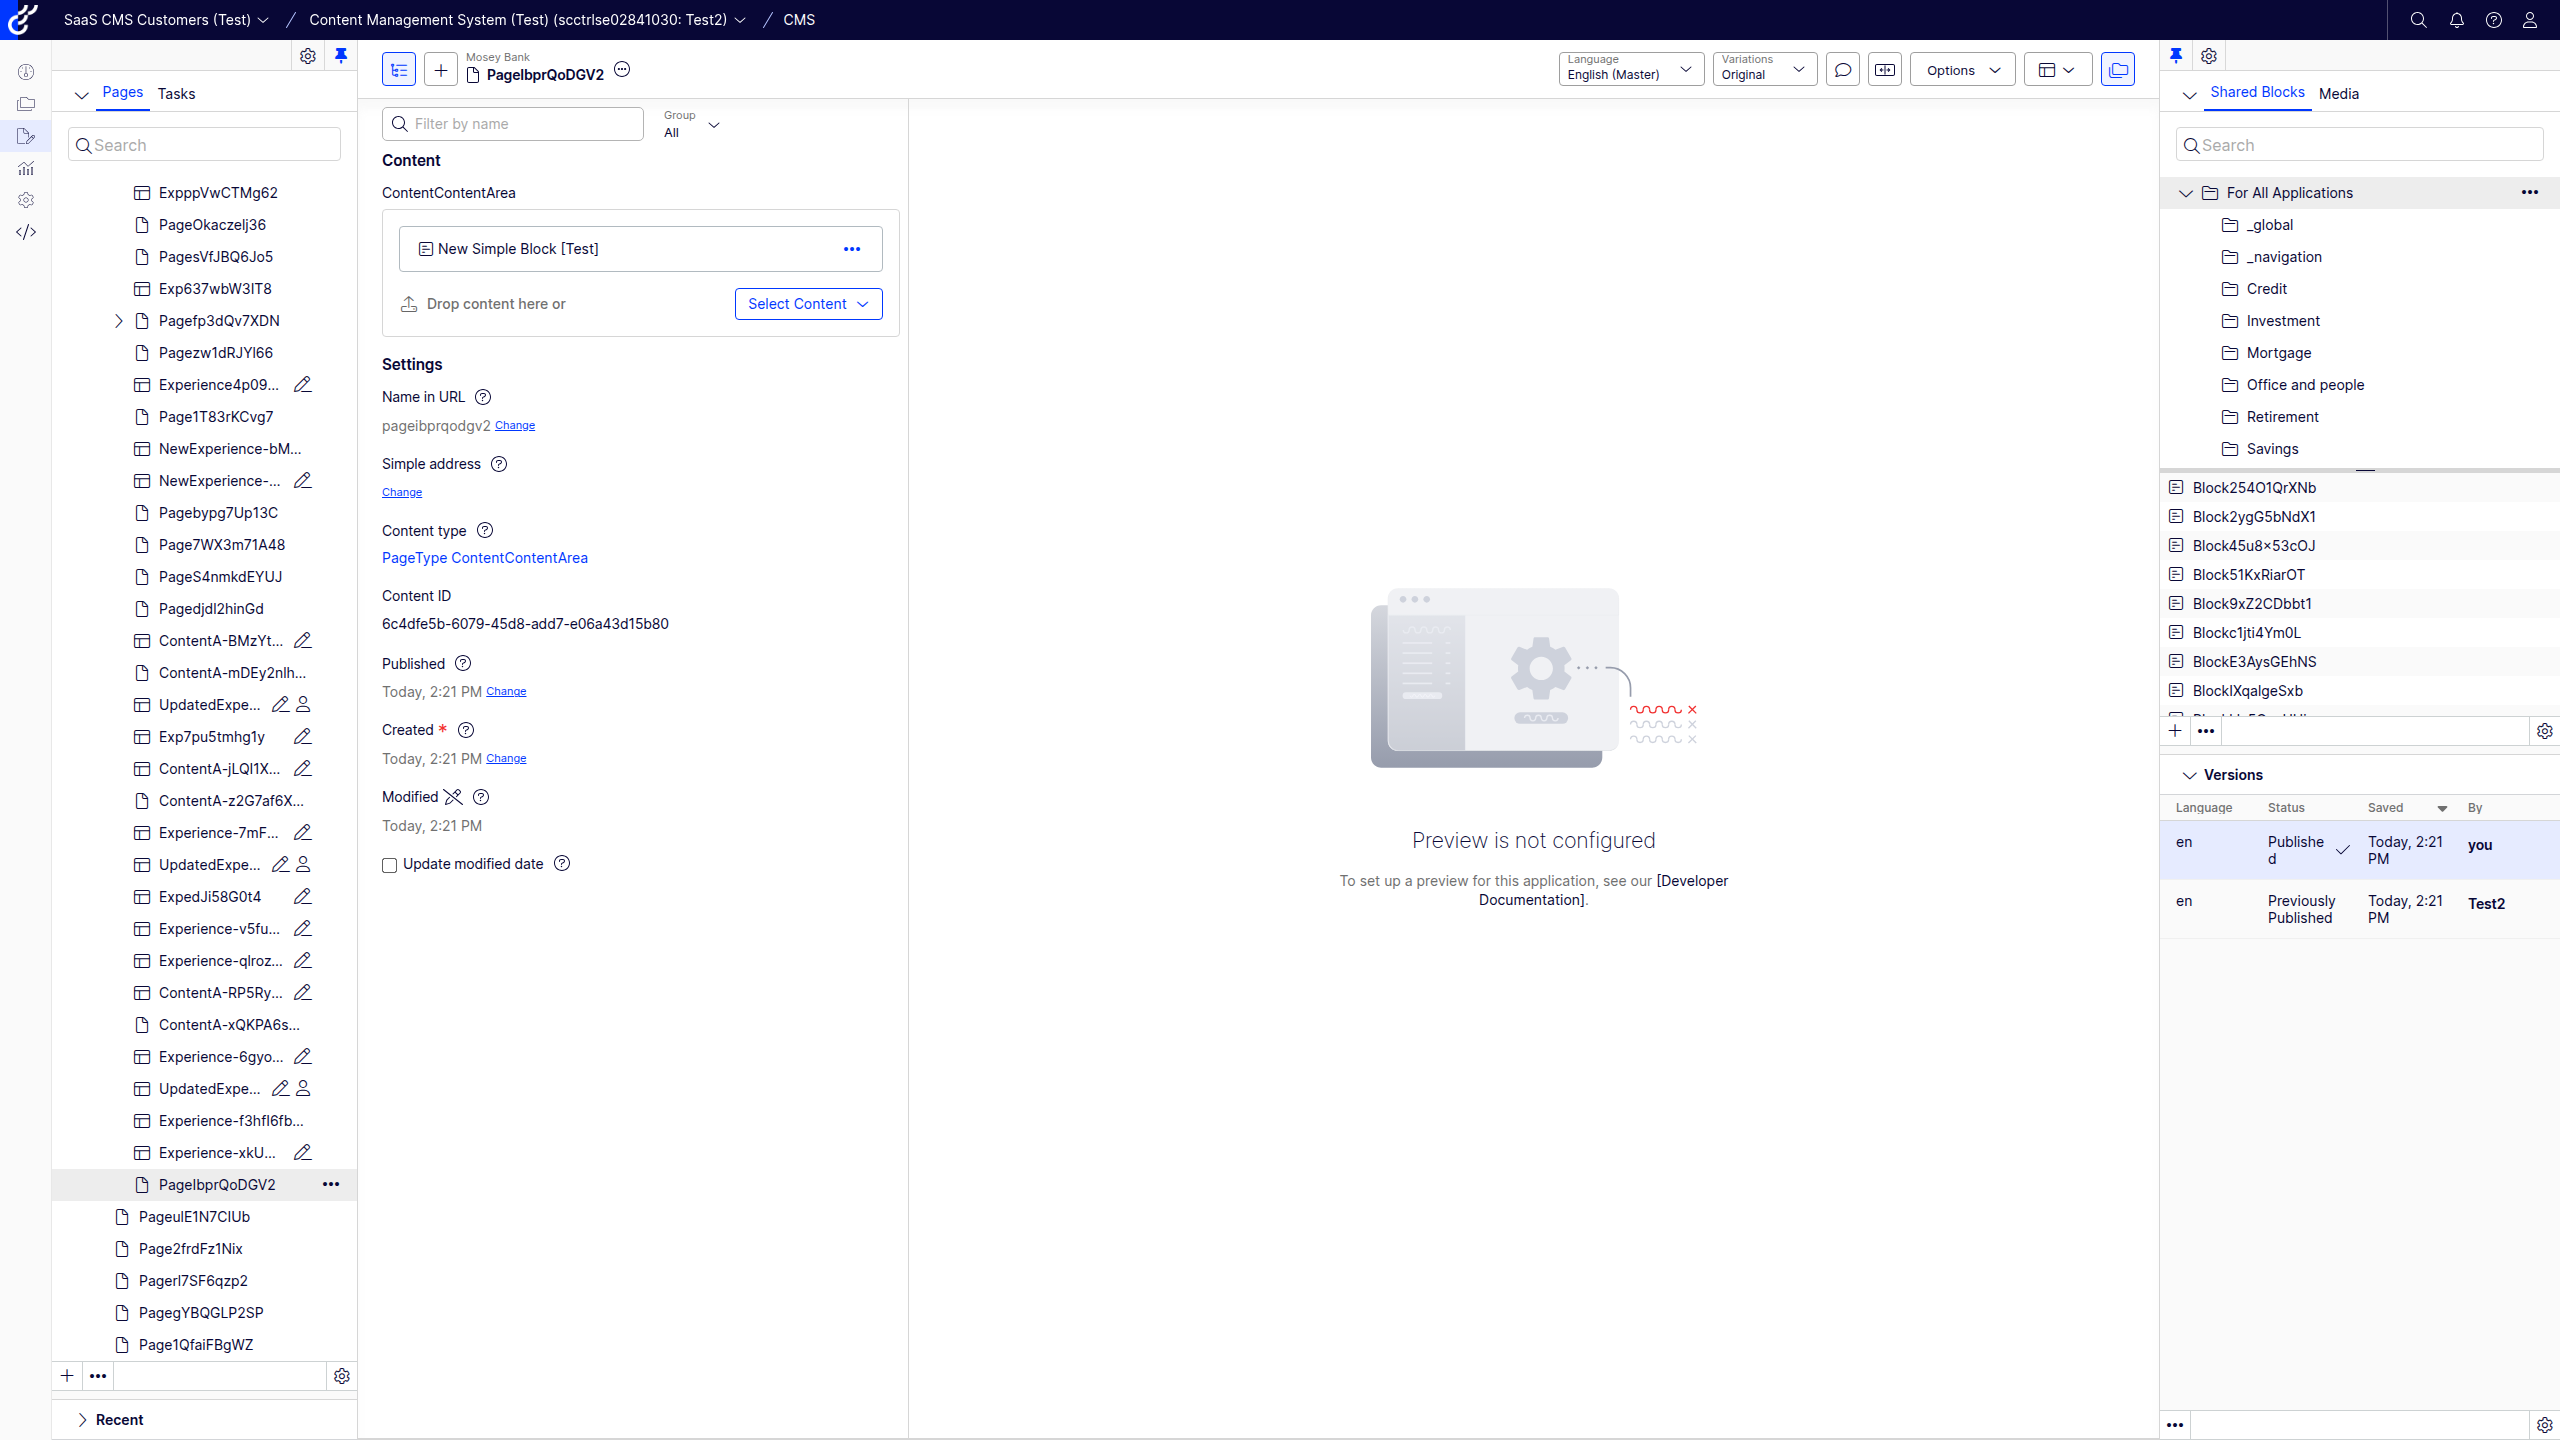 SaaS CMS Customers (Test)
Content Management System (Test) (scctrlse02841030: Test2)
CMS
Pages
Tasks
Search
ExpppVwCTMg62
PageOkaczeIj36
PagesVfJBQ6Jo5
Exp637wbW3IT8
Pagefp3dQv7XDN
Pagezw1dRJYl66
Experience4p09...
Page1T83rKCvg7
NewExperience-bM...
NewExperience-...
Pagebypg7Up13C
Page7WX3m71A48
PageS4nmkdEYUJ
Pagedjdl2hinGd
ContentA-BMzYt...
ContentA-mDEy2nlh...
UpdatedExpe...
Exp7pu5tmhg1y
ContentA-jLQI1X...
ContentA-z2G7af6X...
Experience-7mF...
UpdatedExpe...
ExpedJi58G0t4
Experience-v5fu...
Experience-qlroz...
ContentA-RP5Ry...
ContentA-xQKPA6s...
Experience-6gyo...
UpdatedExpe...
Experience-f3hfl6fb...
Experience-xkU...
PageIbprQoDGV2
PageulE1N7CIUb
Page2frdFz1Nix
Pagerl7SF6qzp2
PagegYBQGLP2SP
Page1QfaiFBgWZ
Recent
Mosey Bank
PageIbprQoDGV2
Language
English (Master)
Variations
Original
Options
Filter by name
Group
All
Content
ContentContentArea
New Simple Block [Test]
Drop content here or
Select Content
Settings
Name in URL
pageibprqodgv2 Change
Simple address
Change
Content type
PageType ContentContentArea
Content ID
6c4dfe5b-6079-45d8-add7-e06a43d15b80
Published
Today, 2:21 PM Change
Created *
Today, 2:21 PM Change
Modified
Today, 2:21 PM
Update modified date
Preview is not configured
To set up a preview for this application, see our [Developer
Documentation].
Shared Blocks
Media
Search
For All Applications
_global
_navigation
Credit
Investment
Mortgage
Office and people
Retirement
Savings
Block254O1QrXNb
Block2ygG5bNdX1
Block45u8x53cOJ
Block51KxRiarOT
Block9xZ2CDbbt1
Blockc1jti4Ym0L
BlockE3AysGEhNS
BlockIXqalgeSxb
Versions
Language Status Saved By
en Publishe
d Today, 2:21
PM you
en Previously
Published Today, 2:21
PM Test2